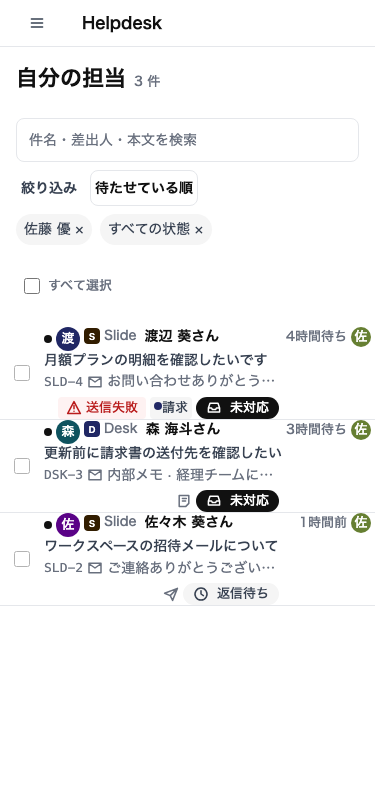 Helpdesk
自分の担当 3 件
件名・差出人・本文を検索
絞り込み 待たせている順
佐藤 優 × すべての状態 ×
すべて選択
渡 S Slide 渡辺 葵さん 4時間待ち 佐
月額プランの明細を確認したいです
SLD-4 お問い合わせありがとう…
送信失敗 請求 未対応
森 D Desk 森 海斗さん 3時間待ち 佐
更新前に請求書の送付先を確認したい
DSK-3 内部メモ · 経理チームに…
未対応
佐 S Slide 佐々木 葵さん 1時間前 佐
ワークスペースの招待メールについて
SLD-2 ご連絡ありがとうござい…
返信待ち